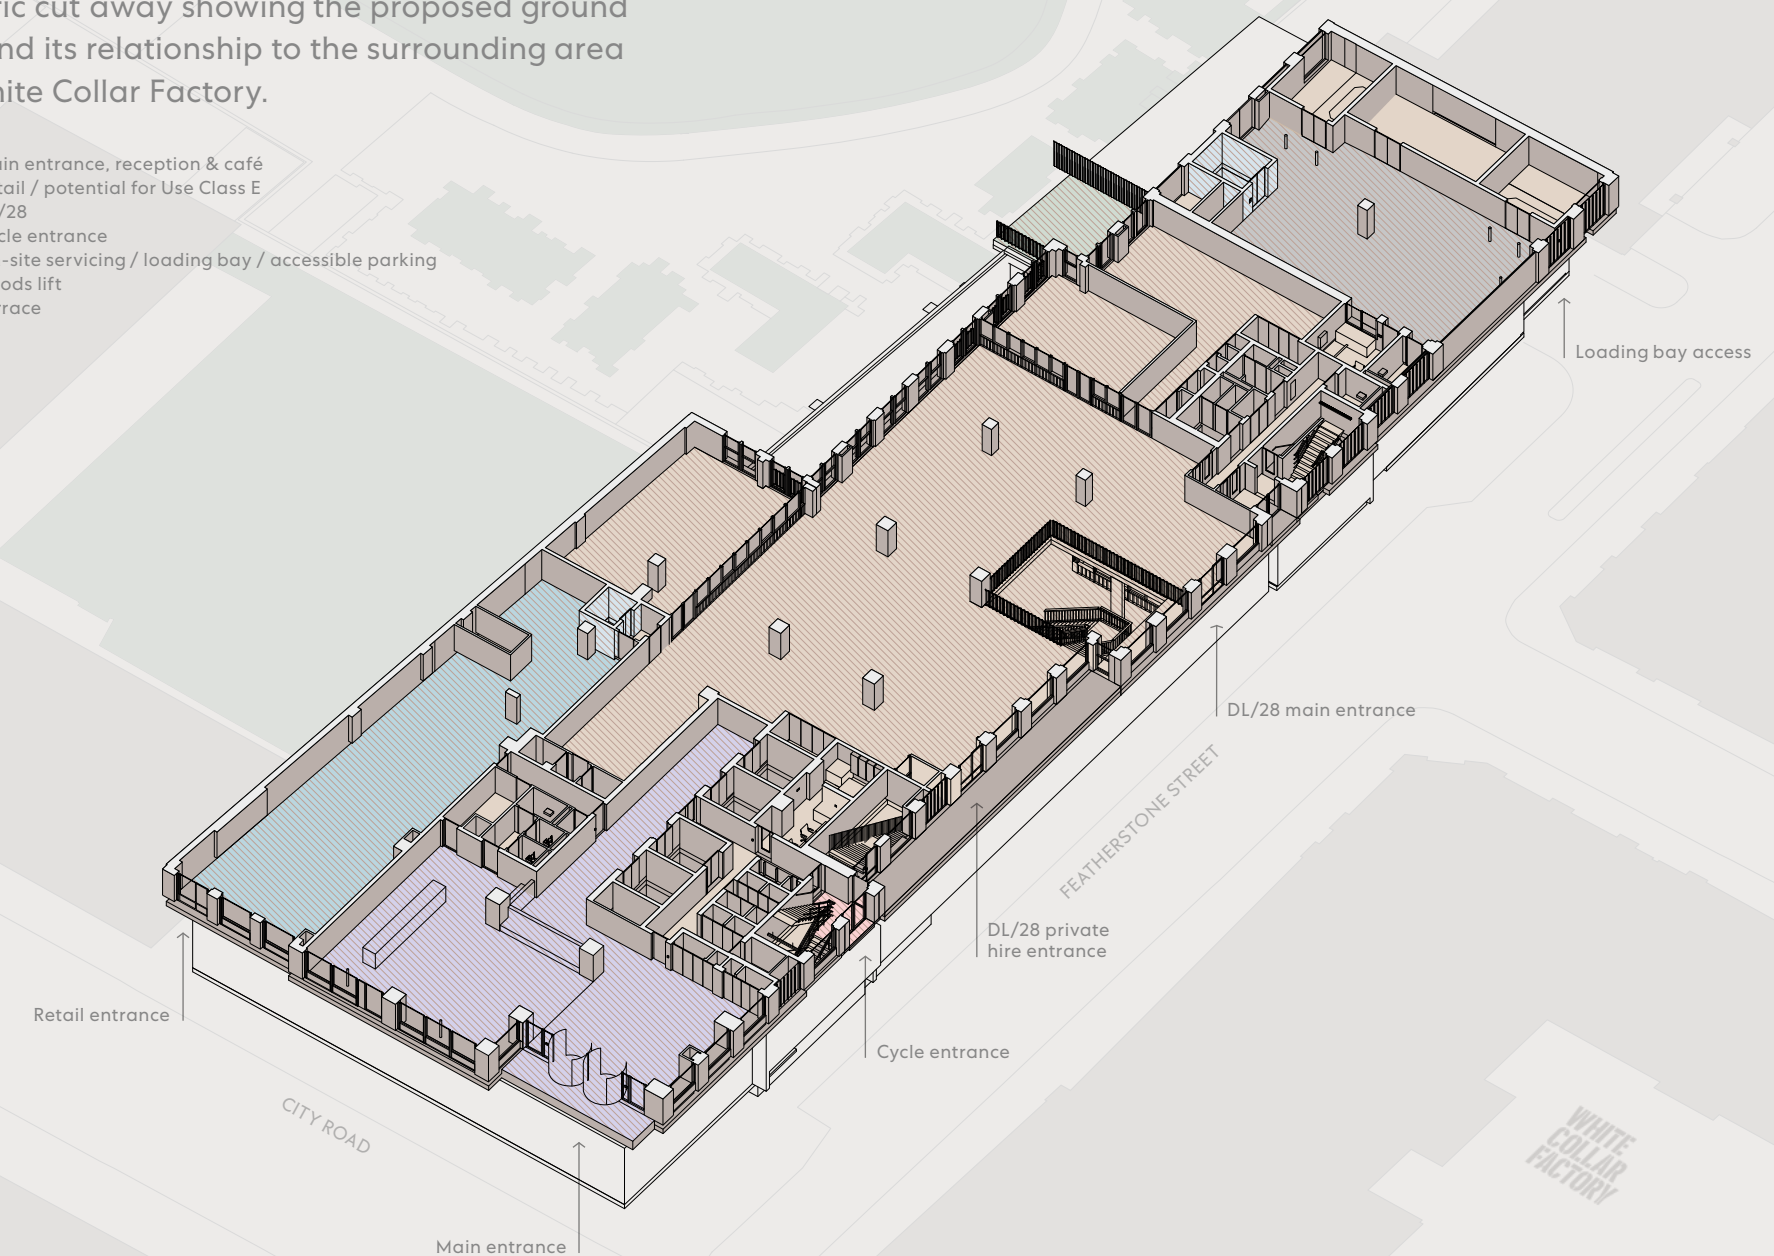 ric cut away showing the proposed ground
nd its relationship to the surrounding area
hite Collar Factory.
ain entrance, reception & café
tail / potential for Use Class E
/28
cle entrance
-site servicing / loading bay / accessible parking
ods lift
rrace
Loading bay access
DL/28 main entrance
FEATHERSTONE STREET
DL/28 private
hire entrance
Retail entrance
Cycle entrance
CITY ROAD
WHITE
COLLAR
FACTORY
Main entrance